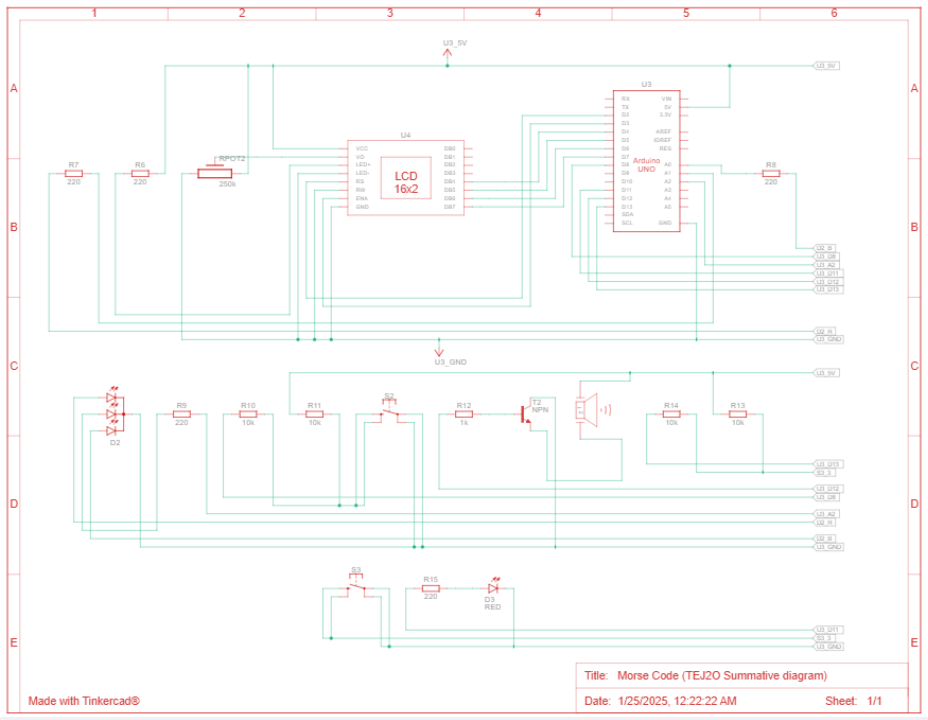 1 2 3 4 5 6
U3_5V
U3_5V
A A
U3
RX VIN
TX 5V
D2 3.3V
D3
D4 AREF
D5 IOREF
D6 RES
D7
D8 A0
D9 A1
D10 A2
D11 A3
D12 A4
D13 A5
SDA
SCL GND
Arduino
UNO
U4
VCC DB0
VO DB1
LED+ DB2
LED- DB3
RS DB4
RW DB5
ENA DB6
GND DB7
LCD
16x2
R7
220
R6
220
RPOT2
250k
R8
220
B B
D2_B
U3_D8
U3_A2
U3_D11
U3_D12
U3_D13
D2_R
U3_GND
U3_GND
C C
U3_5V
D2
R9
220
R10
10k
R11
10k
S2
R12
1k
T2
NPN
R14
10k
R13
10k
U3_D13
S3_3
D D
U3_D12
U3_D8
U3_A2
D2_R
D2_B
U3_GND
S3
R15
220
D3
RED
E E
U3_D11
S3_3
U3_GND
Title: Morse Code (TEJ2O Summative diagram)
Made with Tinkercad®
Date: 1/25/2025, 12:22:22 AM Sheet: 1/1